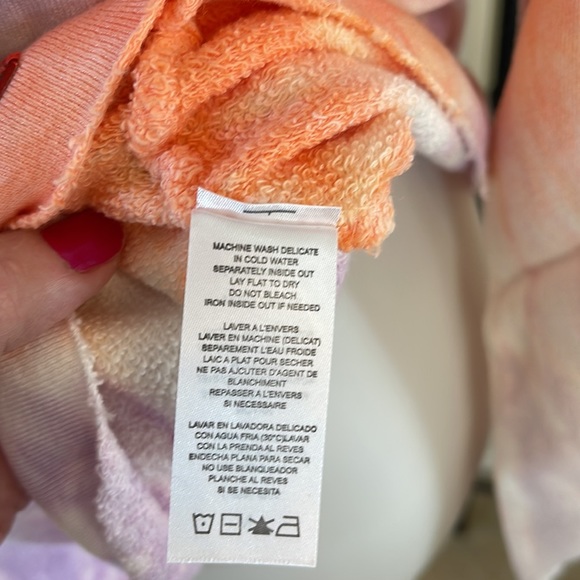 MACHINE WASH DELICATE
IN COLD WATER
SEPARATELY INSIDE OUT
LAY FLAT TO DRY
DO NOT BLEACH
IRON INSIDE OUT IF NEEDED
LAVER A L'ENVERS
LAVER EN MACHINE (DELICAT)
SEPAREMENT L'EAU FROIDE
LAIC A PLAT POUR SECHER
NE PAS AJCUTER D'AGENT DE
BLANCHIMENT
REPASSER A L'ENVERS
SI NECESSAIRE
LAVAR EN LAVADORA DELICADO
CON AGUA FRIA (30°C)LAVAR
CON LA PRENDA AL REVES
ENDECHA PLANA PARA SECAR
NO USE BLANQUEADOR
PLANCHE AL REVES
SI SE NECESITA